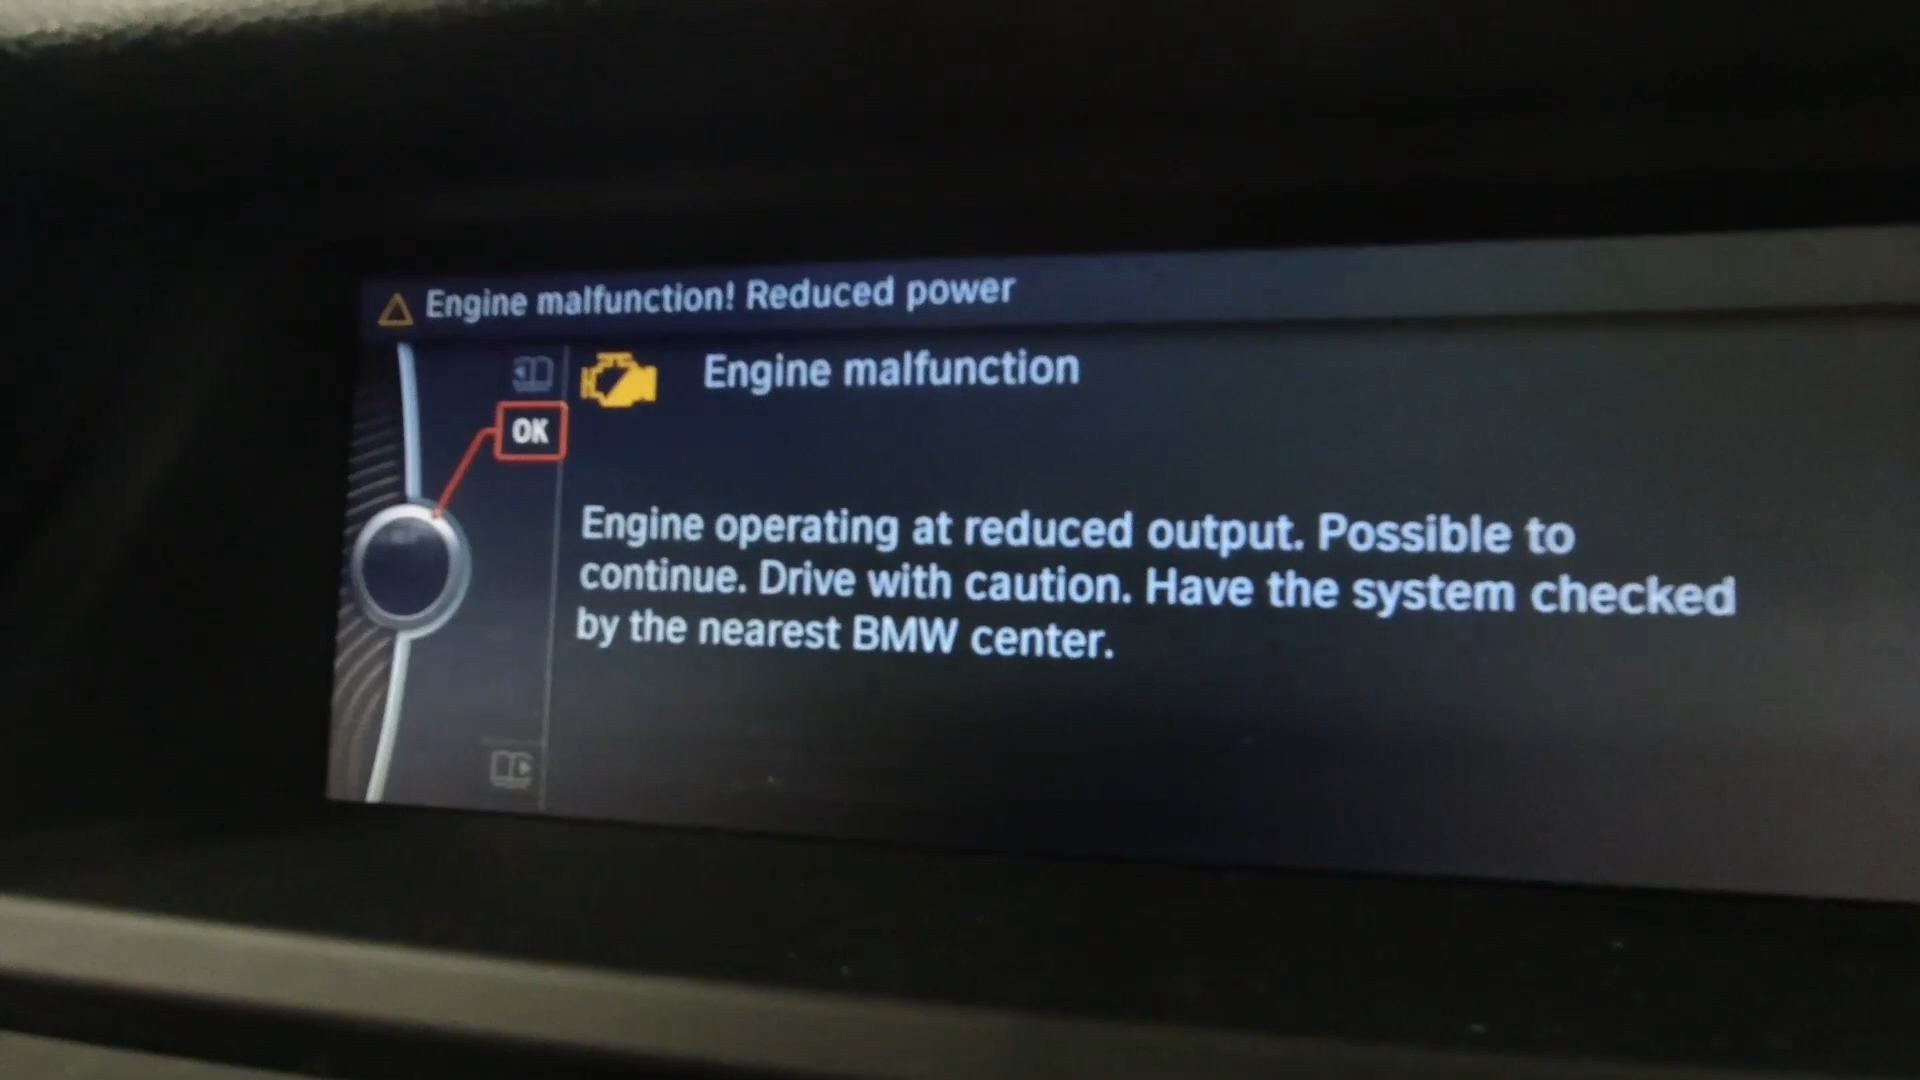 Engine malfunction! Reduced power
Engine malfunction
OK
Engine operating at reduced output. Possible to
continue. Drive with caution. Have the system checked
by the nearest BMW center.